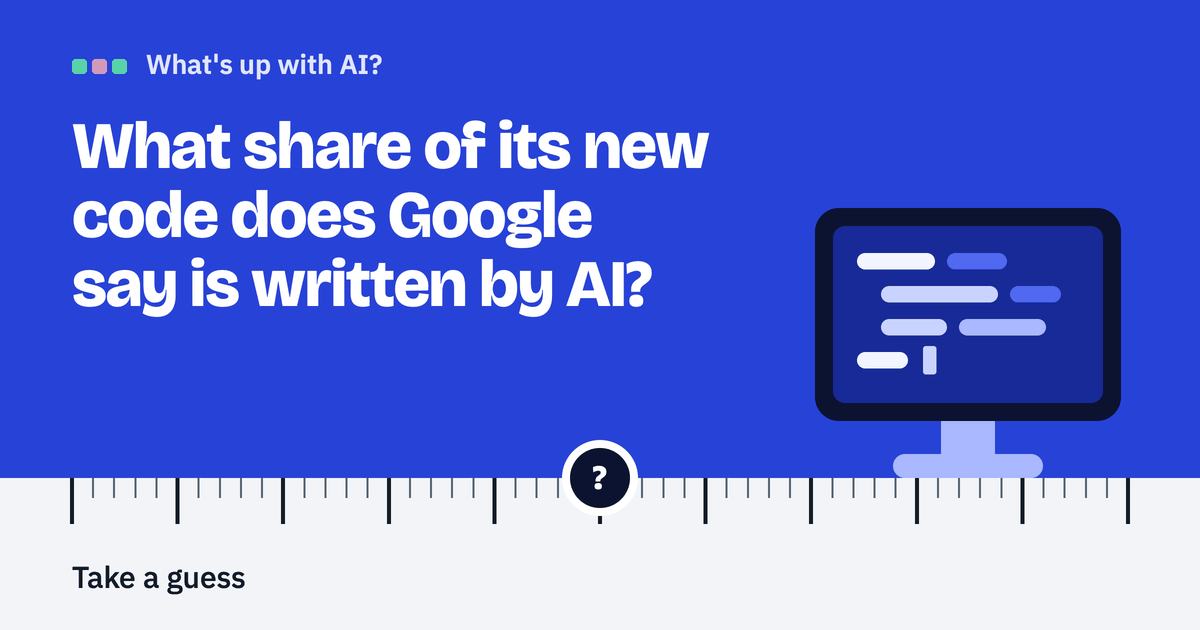 What's up with AI?
What share of its new
code does Google
say is written by AI?
?
Take a guess